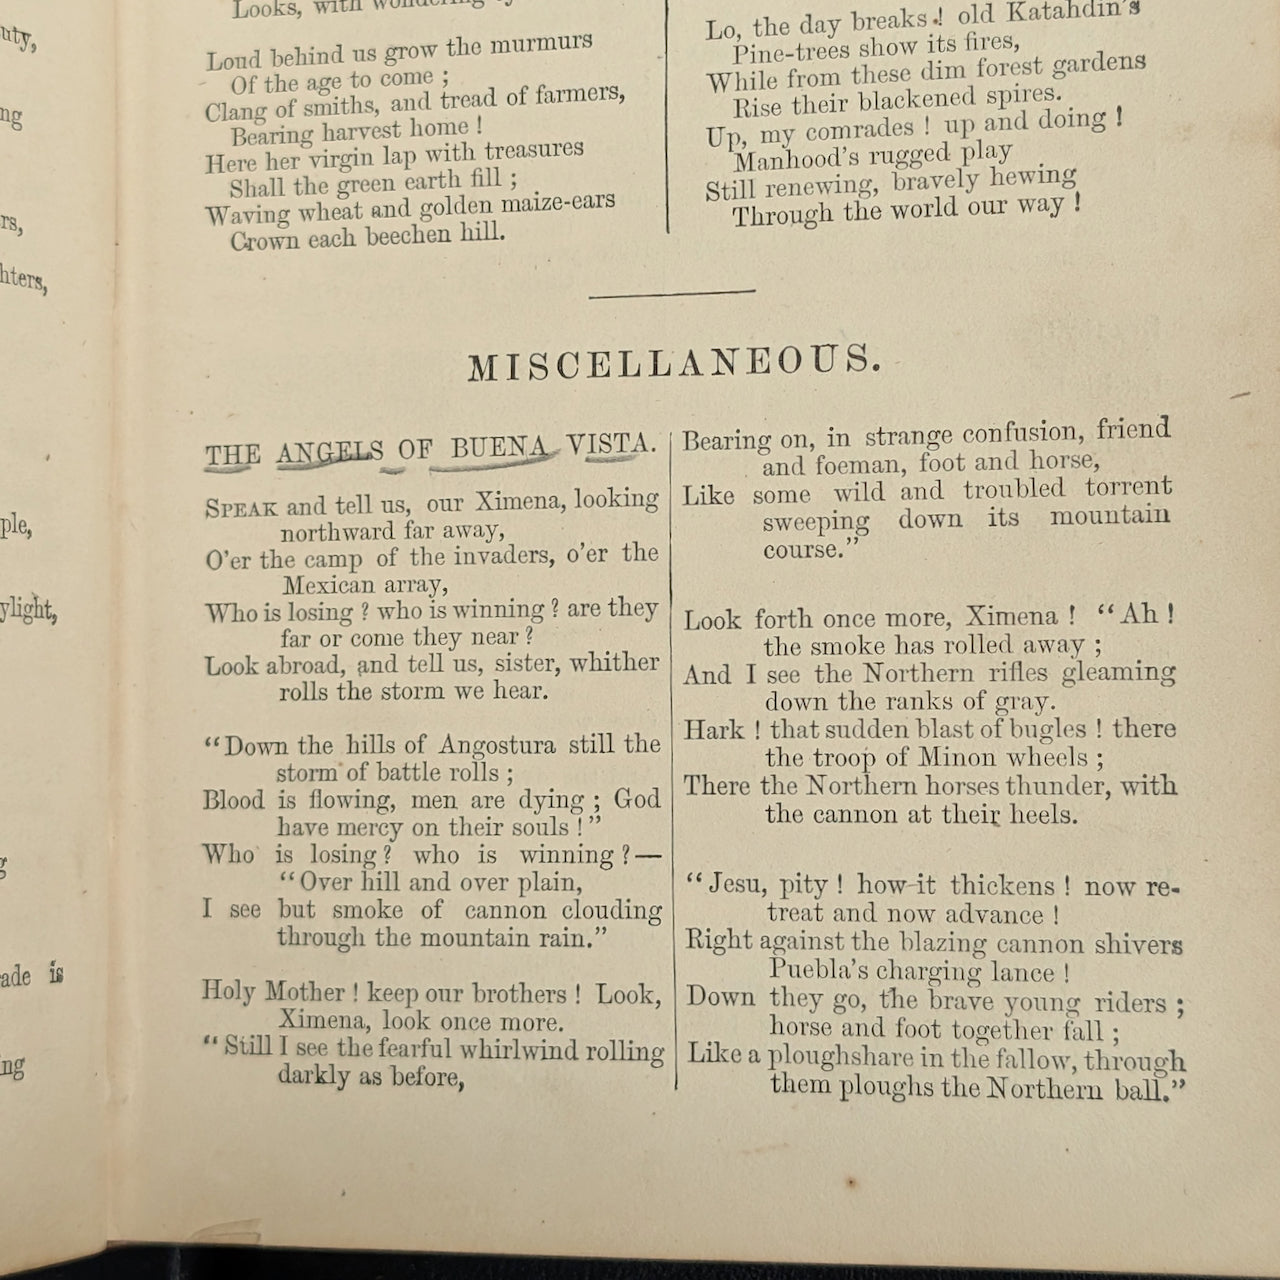 uty,
ng
rs,
hters,
ple,
ylight,
g
ade is
ng
Looks, with wondering
Loud behind us grow the murmurs
Of the age to come ;
Clang of smiths, and tread of farmers,
Bearing harvest home !
Here her virgin lap with treasures
Shall the green earth fill ;
Waving wheat and golden maize-ears
Crown each beechen hill.
Lo, the day breaks ! old Katahdin's
Pine-trees show its fires,
While from these dim forest gardens
Rise their blackened spires.
Up, my comrades ! up and doing !
Manhood's rugged play
Still renewing, bravely hewing
Through the world our way !
MISCELLANEOUS.
THE ANGELS OF BUENA VISTA.
SPEAK and tell us, our Ximena, looking
northward far away,
O'er the camp of the invaders, o'er the
Mexican array,
Who is losing ? who is winning ? are they
far or come they near ?
Look abroad, and tell us, sister, whither
rolls the storm we hear.
“Down the hills of Angostura still the
storm of battle rolls ;
Blood is flowing, men are dying ; God
have mercy on their souls !”
Who is losing ? who is winning ?—
“Over hill and over plain,
I see but smoke of cannon clouding
through the mountain rain.”
Holy Mother ! keep our brothers ! Look,
Ximena, look once more.
“Still I see the fearful whirlwind rolling
darkly as before,
Bearing on, in strange confusion, friend
and foeman, foot and horse,
Like some wild and troubled torrent
sweeping down its mountain
course.”
Look forth once more, Ximena ! “Ah !
the smoke has rolled away ;
And I see the Northern rifles gleaming
down the ranks of gray.
Hark ! that sudden blast of bugles ! there
the troop of Minon wheels ;
There the Northern horses thunder, with
the cannon at their heels.
“Jesu, pity ! how it thickens ! now re-
treat and now advance !
Right against the blazing cannon shivers
Puebla's charging lance !
Down they go, the brave young riders ;
horse and foot together fall ;
Like a ploughshare in the fallow, through
them ploughs the Northern ball.”